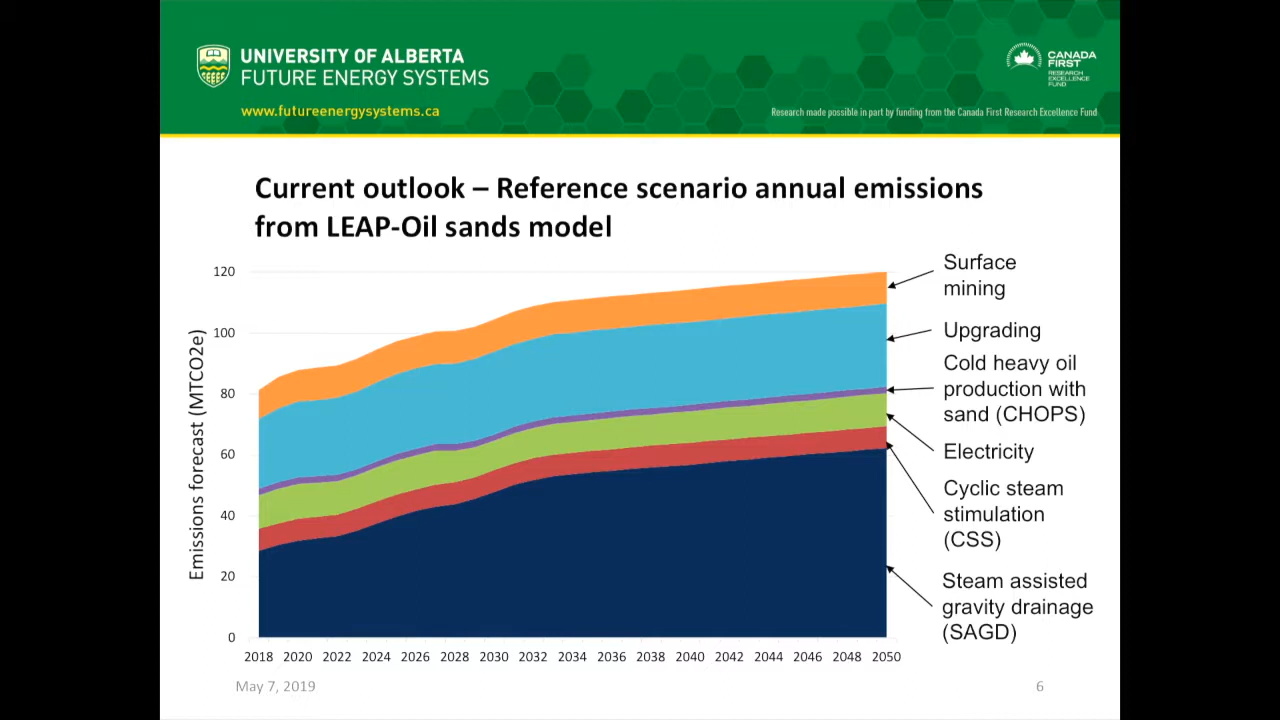 UNIVERSITY OF ALBERTA
FUTURE ENERGY SYSTEMS
www.futureenergysystems.ca
CANADA
FIRST
RESEARCH
EXCELLENCE
FUND
Research made possible in part by funding from the Canada First Research Excellence Fund
Current outlook – Reference scenario annual emissions
from LEAP-Oil sands model
Emissions forecast (MTCO2e)
120
100
80
60
40
20
0
2018 2020 2022 2024 2026 2028 2030 2032 2034 2036 2038 2040 2042 2044 2046 2048 2050
Surface
mining
Upgrading
Cold heavy oil
production with
sand (CHOPS)
Electricity
Cyclic steam
stimulation
(CSS)
Steam assisted
gravity drainage
(SAGD)
May 7, 2019
6